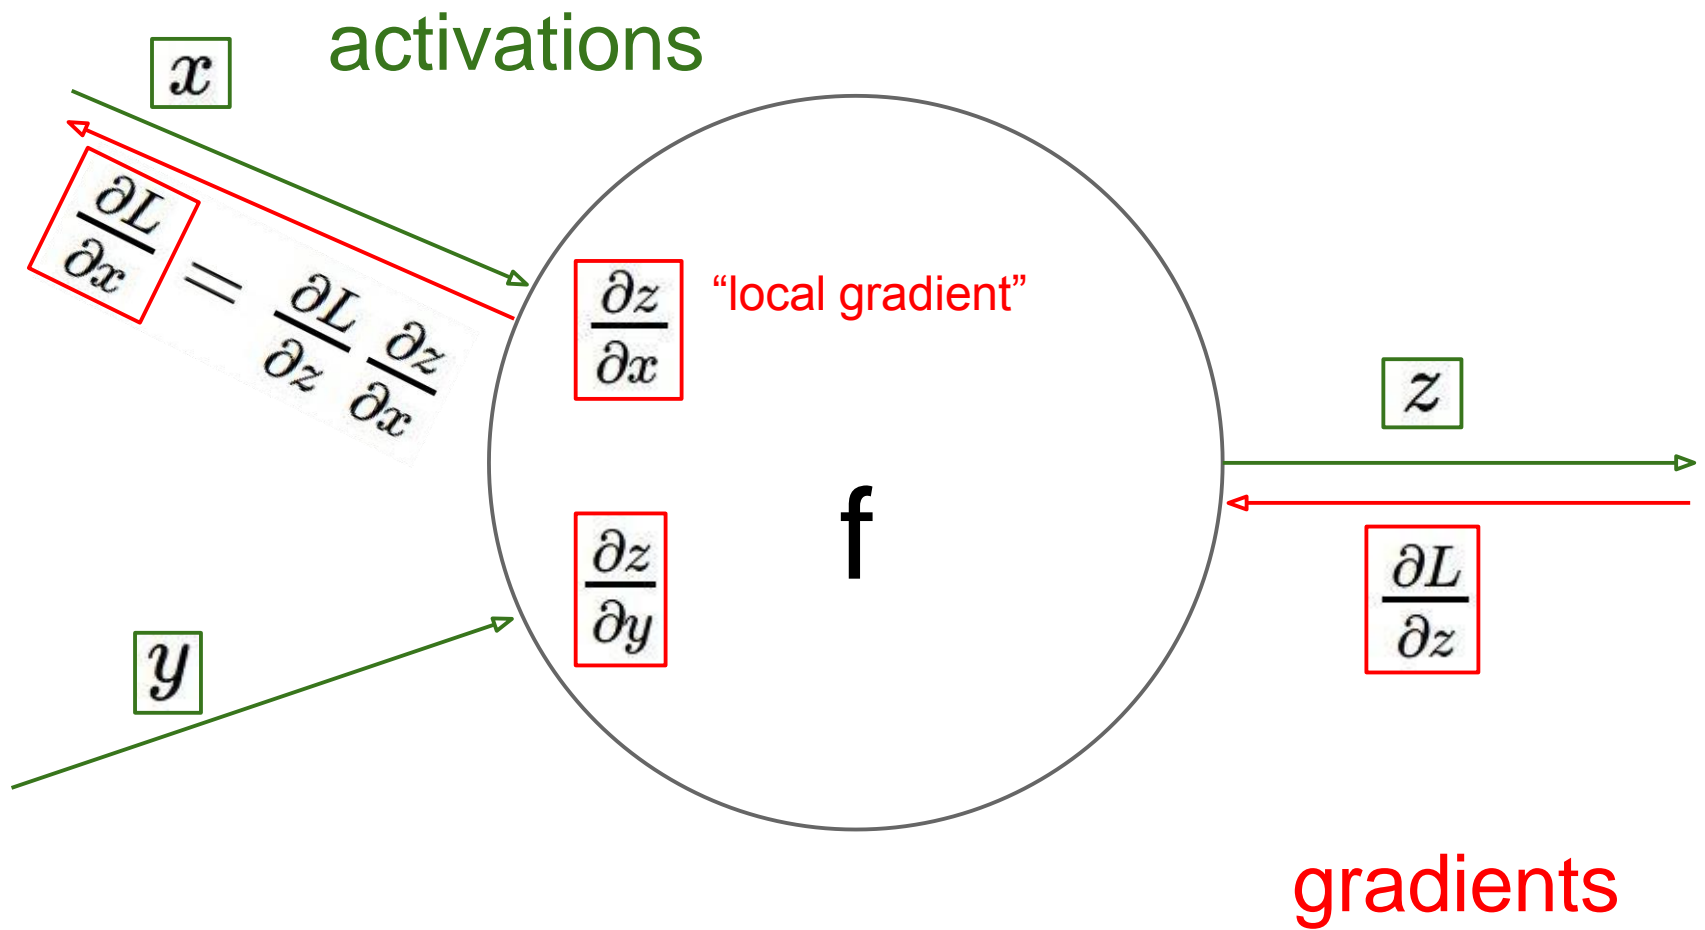 activations
x
∂L/∂x = ∂L/∂z ∂z/∂x
∂z/∂x
“local gradient”
z
f
∂z/∂y
∂L/∂z
y
gradients